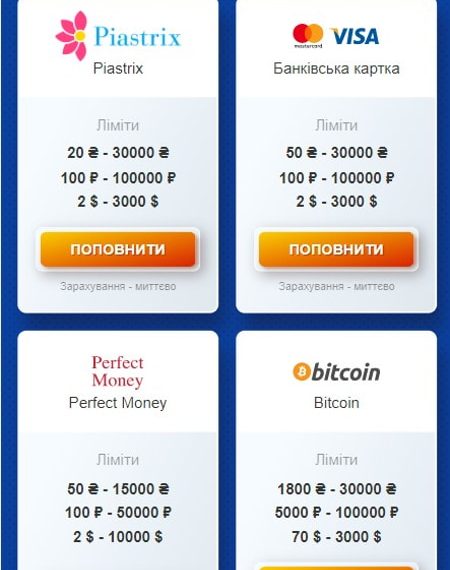 Piastrix
Piastrix
Ліміти
20 ₴ - 30000 ₴
100 ₽ - 100000 ₽
2 $ - 3000 $
ПОПОВНИТИ
Зарахування - миттєво
mastercard VISA
Банківська картка
Ліміти
50 ₴ - 30000 ₴
100 ₽ - 100000 ₽
2 $ - 3000 $
ПОПОВНИТИ
Зарахування - миттєво
Perfect
Money
Perfect Money
Ліміти
50 ₴ - 15000 ₴
100 ₽ - 50000 ₽
2 $ - 10000 $
bitcoin
Bitcoin
Ліміти
1800 ₴ - 30000 ₴
5000 ₽ - 100000 ₽
70 $ - 3000 $